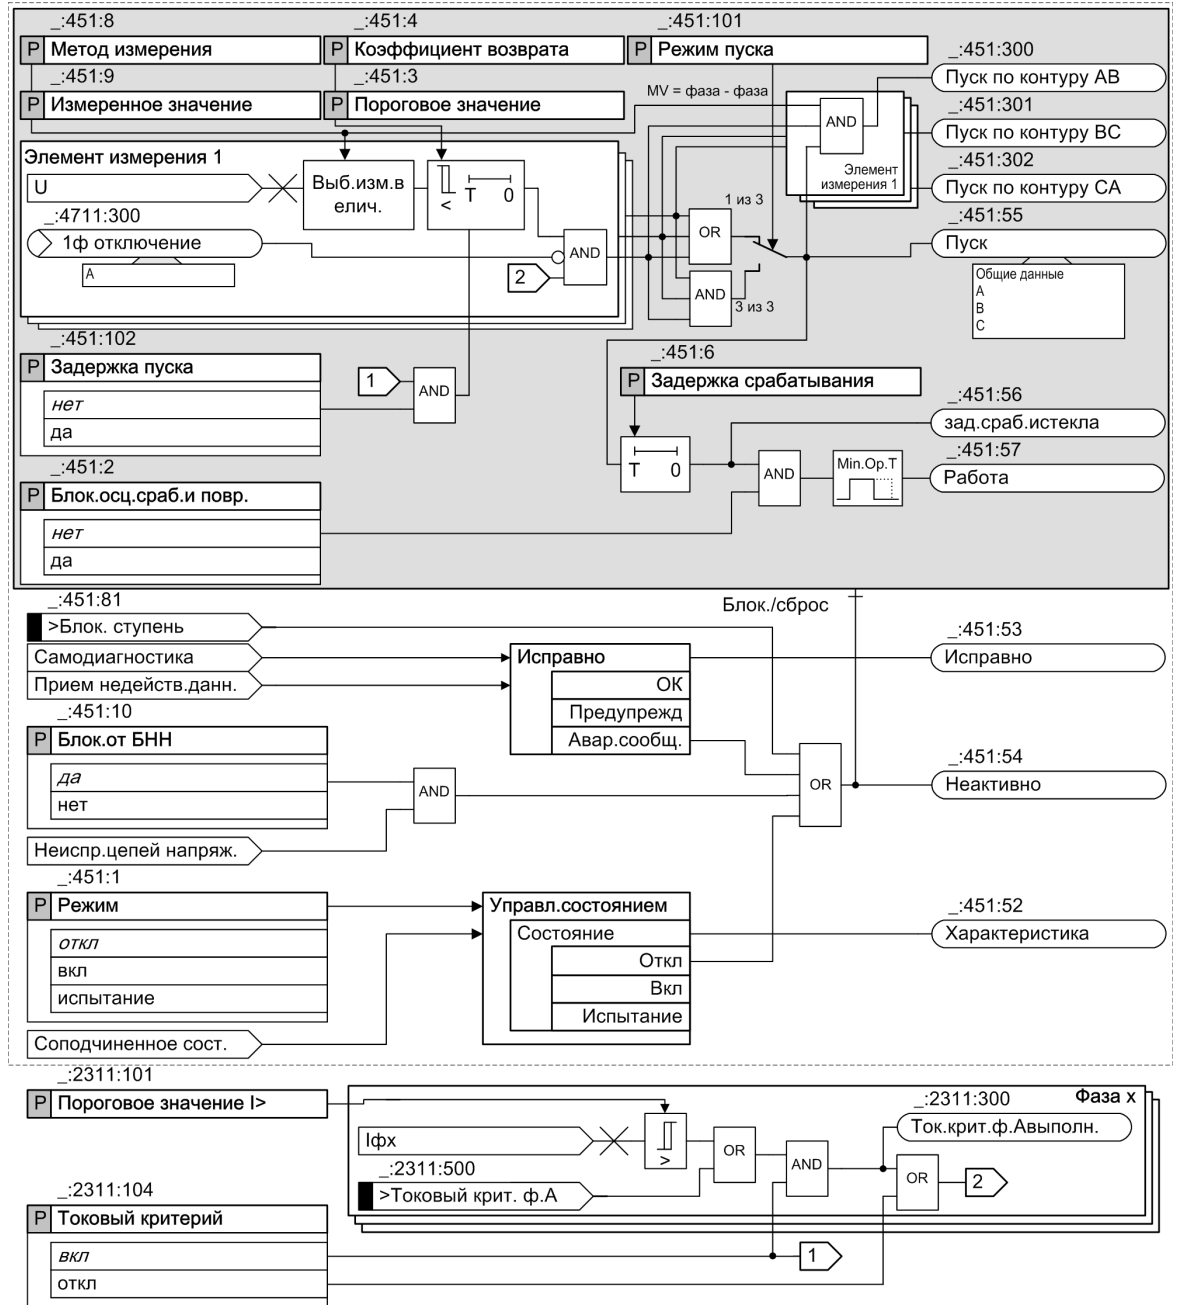 _:451:8
_:451:4
_:451:101
P Метод измерения
P Коэффициент возврата
P Режим пуска
_:451:300
_:451:9
_:451:3
Пуск по контуру AB
P Измеренное значение
P Пороговое значение
MV = фаза - фаза
_:451:301
AND
Пуск по контуру BC
Элемент измерения 1
Элемент
измерения 1
_:451:302
U
Выб.изм.в
елич.
<
T 0
Пуск по контуру CA
_:4711:300
1 из 3
_:451:55
1ф отключение
OR
Пуск
A
AND
2
Общие данные
A
B
C
AND
3 из 3
_:451:102
_:451:6
P Задержка пуска
1
AND
P Задержка срабатывания
нет
да
_:451:56
зад.сраб.истекла
_:451:2
_:451:57
P Блок.осц.сраб.и повр.
T 0
AND
Min.Op.T
Работа
нет
да
_:451:81
Блок./сброс
>Блок. ступень
_:451:53
Самодиагностика
Исправно
Исправно
Прием недейств.данн.
ОК
_:451:10
Предупрежд
P Блок.от БНН
Авар.сообщ.
_:451:54
да
AND
OR
Неактивно
нет
Неиспр.цепей напряж.
_:451:1
P Режим
Управл.состоянием
_:451:52
откл
Состояние
Характеристика
вкл
Откл
испытание
Вкл
Испытание
Соподчиненное сост.
_:2311:101
P Пороговое значение I>
_:2311:300
Фаза x
Iфx
>
OR
Ток.крит.ф.Авыполн.
_:2311:500
AND
OR
2
>Токовый крит. ф.А
_:2311:104
P Токовый критерий
вкл
1
откл